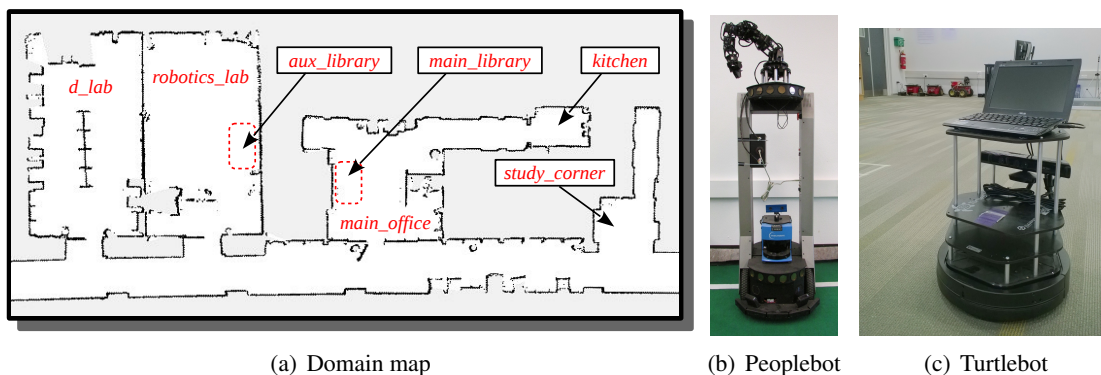 aux_library
main_library
kitchen
robotics_lab
d_lab
study_corner
main_office
(a) Domain map
(b) Peoplebot
(c) Turtlebot